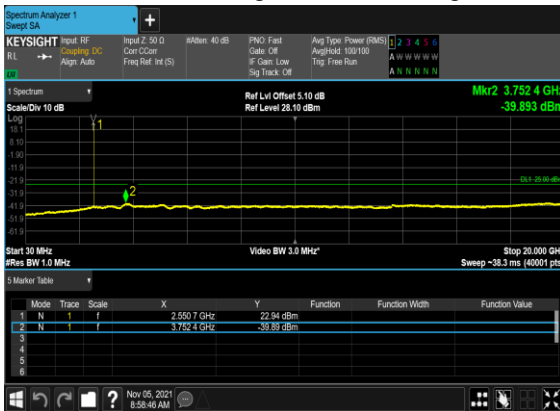 Spectrum Analyzer 1
Swept SA
KEYSIGHT Input: RF Input Z: 50 Ω #Atten: 40 dB PNO: Fast Avg Type: Power (RMS) 1 2 3 4 5 6
RL Coupling: DC Corr CCorr Gate: Off Avg|Hold: 100/100 A W W W W W
Align: Auto Freq Ref: Int (S) IF Gain: Low Trig: Free Run
Sig Track: Off A N N N N N
1 Spectrum Ref Lvl Offset 5.10 dB Mkr2 3.752 4 GHz
Scale/Div 10 dB Ref Level 28.10 dBm -39.893 dBm
Log
18.1
8.10
-1.90
-11.9
-21.9
-31.9
-41.9
-51.9
-61.9
1
2
Start 30 MHz Video BW 3.0 MHz* Stop 20.000 GH
#Res BW 1.0 MHz Sweep ~38.3 ms (40001 pts
5 Marker Table
Mode Trace Scale X Y Function Function Width Function Value
1 N 1 f 2.550 7 GHz 22.94 dBm
2 N 1 f 3.752 4 GHz -39.89 dBm
3
4
5
6
? Nov 05, 2021
8:58:46 AM